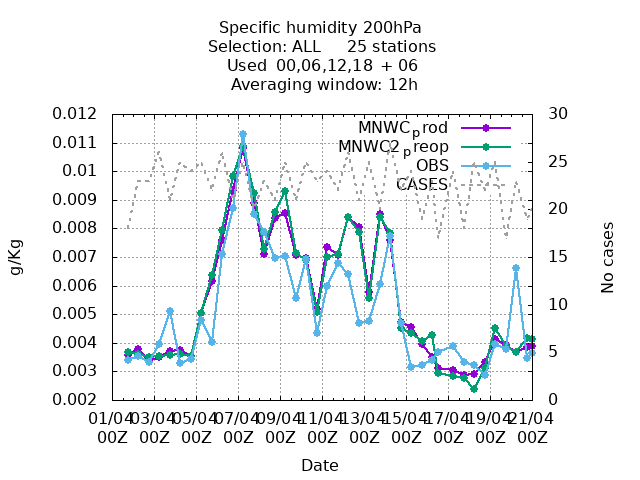 Specific humidity 200hPa
Selection: ALL 25 stations
Used 00,06,12,18 + 06
Averaging window: 12h
0.012
0.011
0.01
0.009
0.008
0.007
0.006
0.005
0.004
0.003
0.002
g/Kg
MNWC_prod
MNWC2_preop
OBS
CASES
30
25
20
15
10
5
0
No cases
01/04 03/04 05/04 07/04 09/04 11/04 13/04 15/04 17/04 19/04 21/04
00Z 00Z 00Z 00Z 00Z 00Z 00Z 00Z 00Z 00Z 00Z
Date